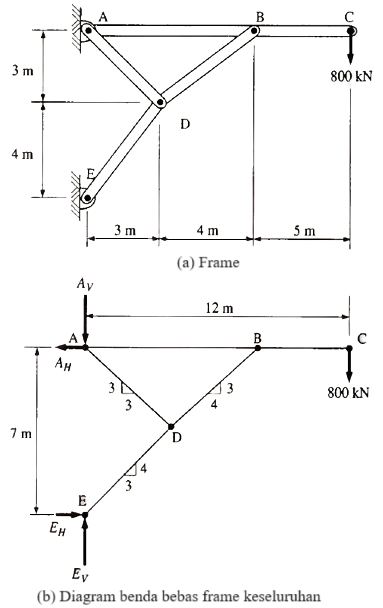 A
B
C
3 m
800 kN
D
4 m
E
3 m
4 m
5 m
(a) Frame
A_V
12 m
A
B
C
A_H
3
3
3
4
800 kN
7 m
D
4
3
E
E_H
E_V
(b) Diagram benda bebas frame keseluruhan